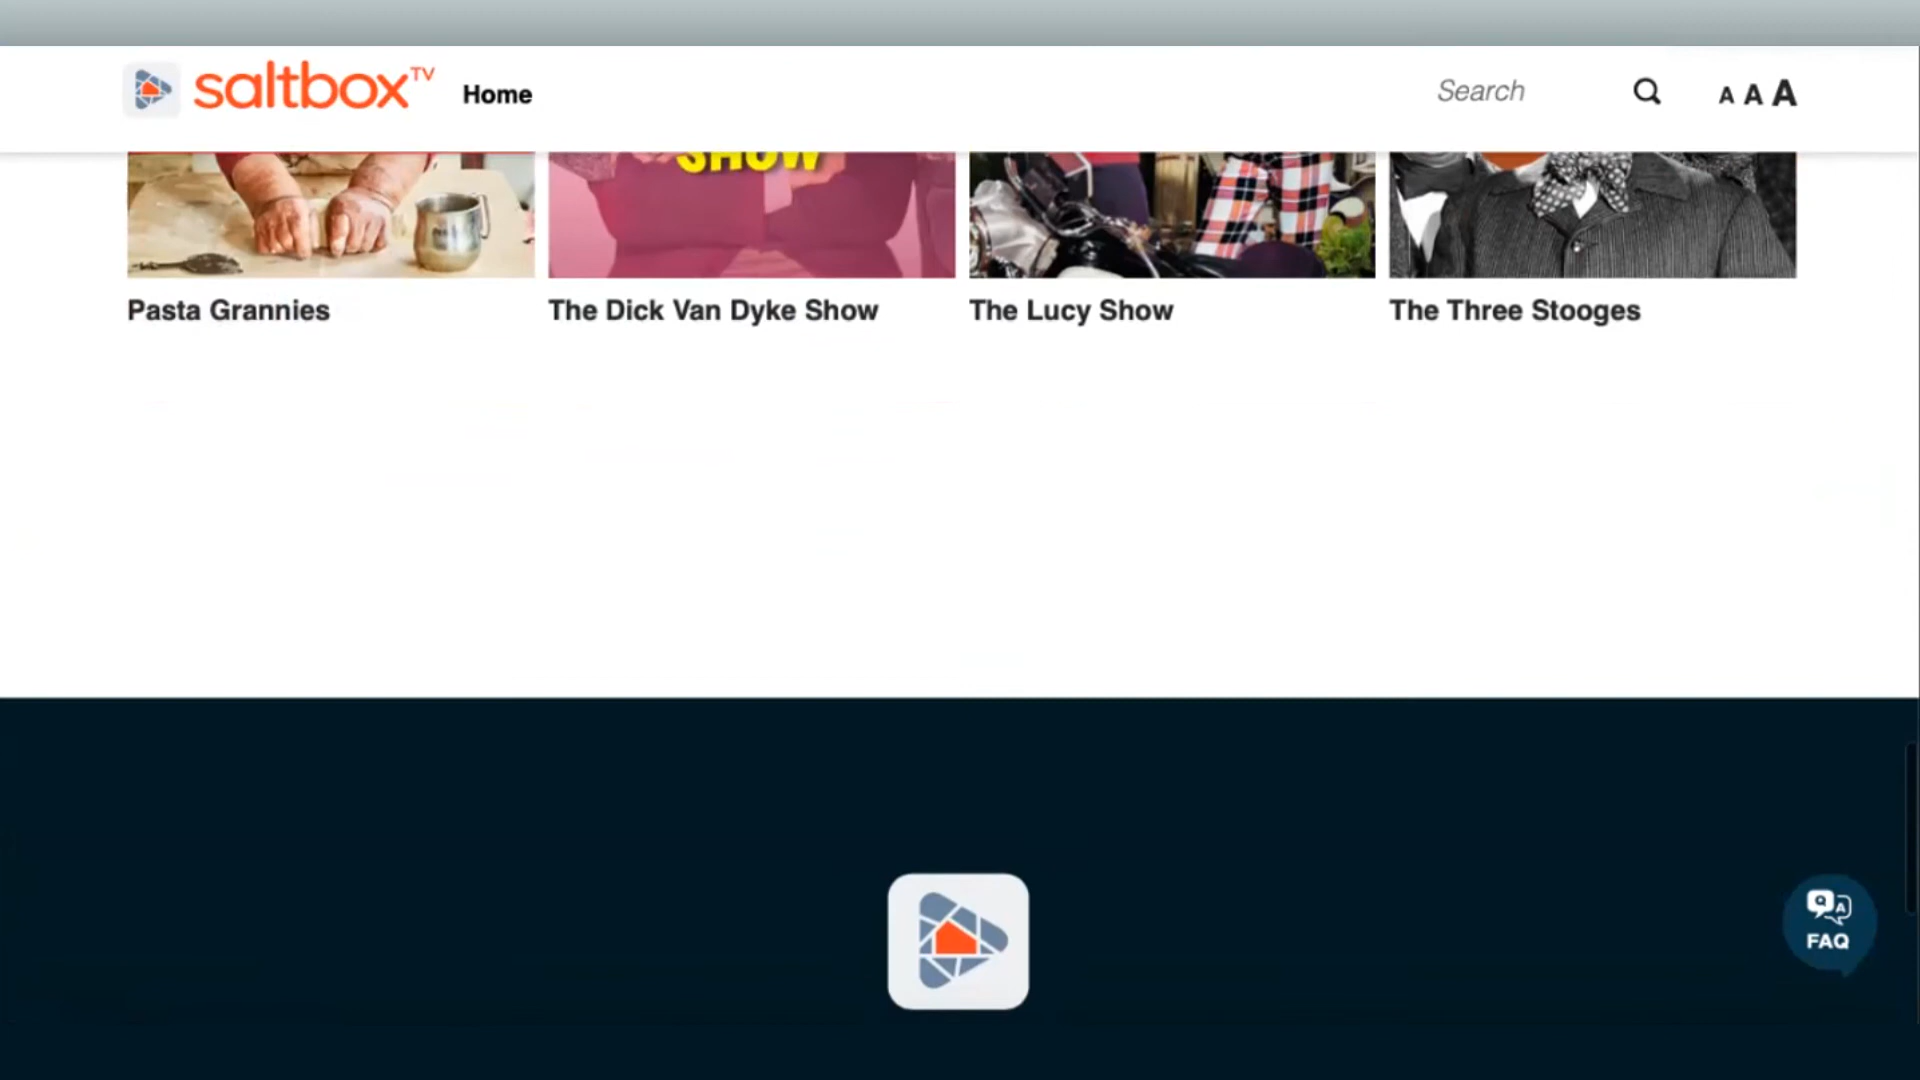 saltbox TV
Home
Search
A A A
SHOW
Pasta Grannies
The Dick Van Dyke Show
The Lucy Show
The Three Stooges
Q A
FAQ